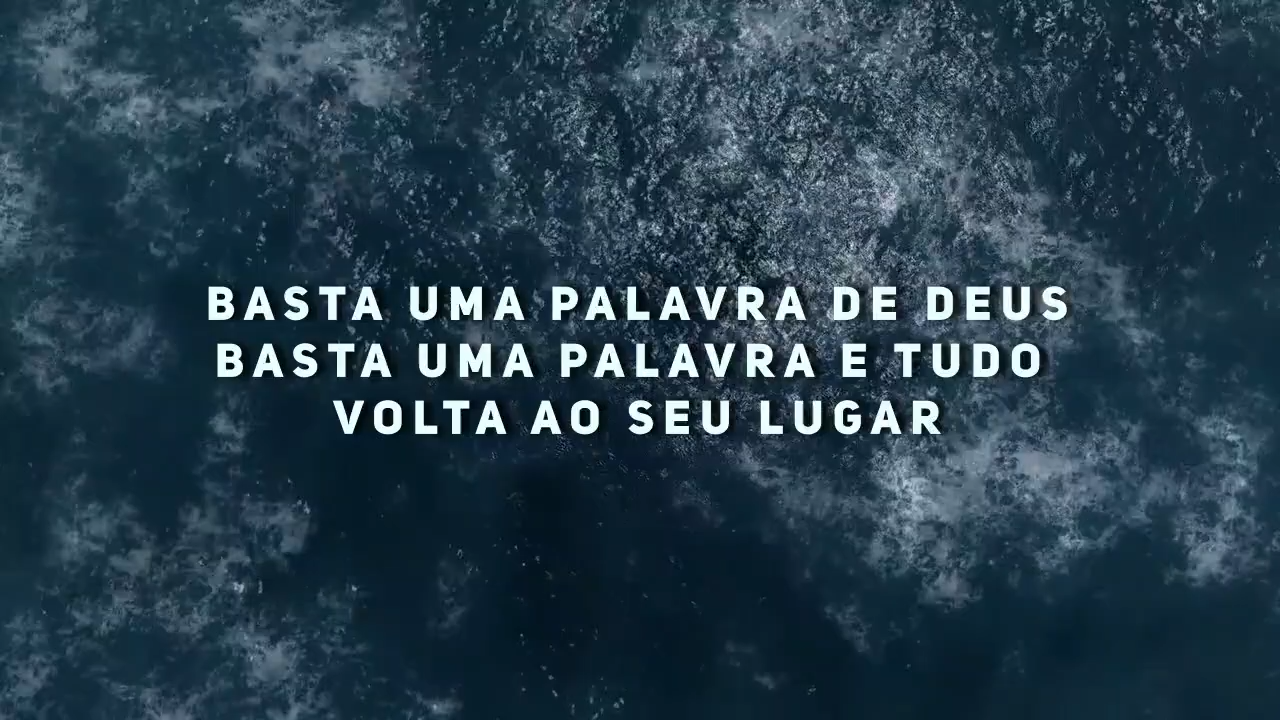 BASTA UMA PALAVRA DE DEUS
BASTA UMA PALAVRA E TUDO
VOLTA AO SEU LUGAR